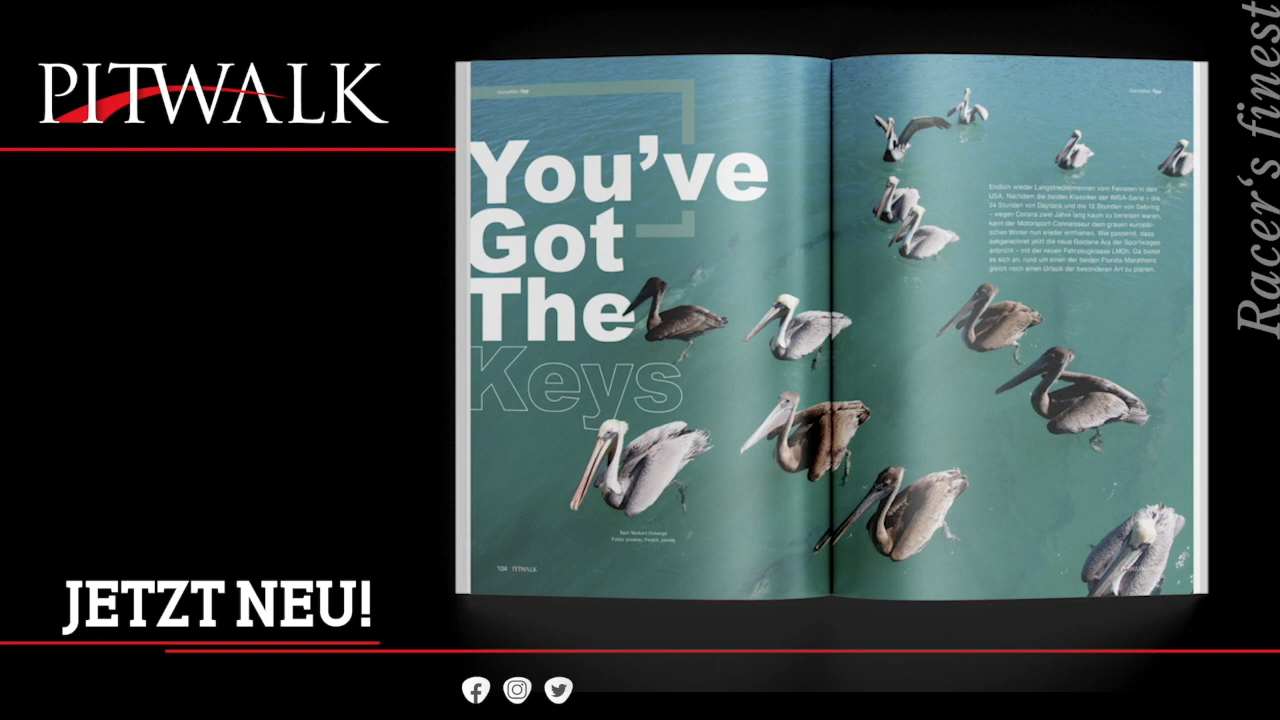 PITWALK
Racer's finest
You've
Got
The
Keys
Endlich wieder Langstreckenrennen vom Feinsten in den
USA. Nachdem die beiden Klassiker der IMSA-Serie – die
24 Stunden von Daytona und die 12 Stunden von Sebring
– wegen Corona zwei Jahre lang kaum zu bereisen waren,
kann der Motorsport-Connaisseur dem grauen europäi-
schen Winter nun wieder entfliehen. Wie passend, dass
ausgerechnet jetzt die neue Goldene Ära der Sportwagen
anbricht – mit der neuen Fahrzeugklasse LMDh. Da bietet
es sich an, rund um einen der beiden Florida-Marathons
gleich noch einen Urlaub der besonderen Art zu planen.
Text: Norbert Ockenga
104 PITWALK
JETZT NEU!